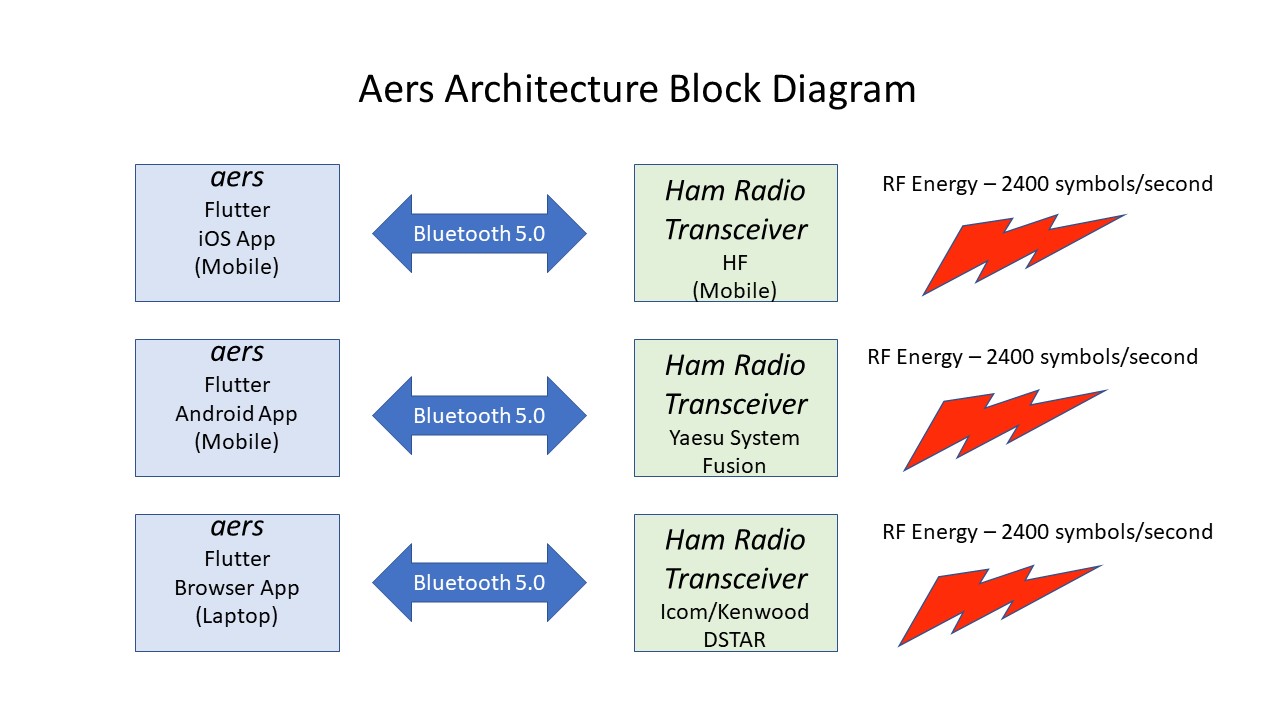 Aers Architecture Block Diagram
aers
Flutter
iOS App
(Mobile)
Bluetooth 5.0
Ham Radio
Transceiver
HF
(Mobile)
RF Energy – 2400 symbols/second
aers
Flutter
Android App
(Mobile)
Bluetooth 5.0
Ham Radio
Transceiver
Yaesu System
Fusion
RF Energy – 2400 symbols/second
aers
Flutter
Browser App
(Laptop)
Bluetooth 5.0
Ham Radio
Transceiver
Icom/Kenwood
DSTAR
RF Energy – 2400 symbols/second